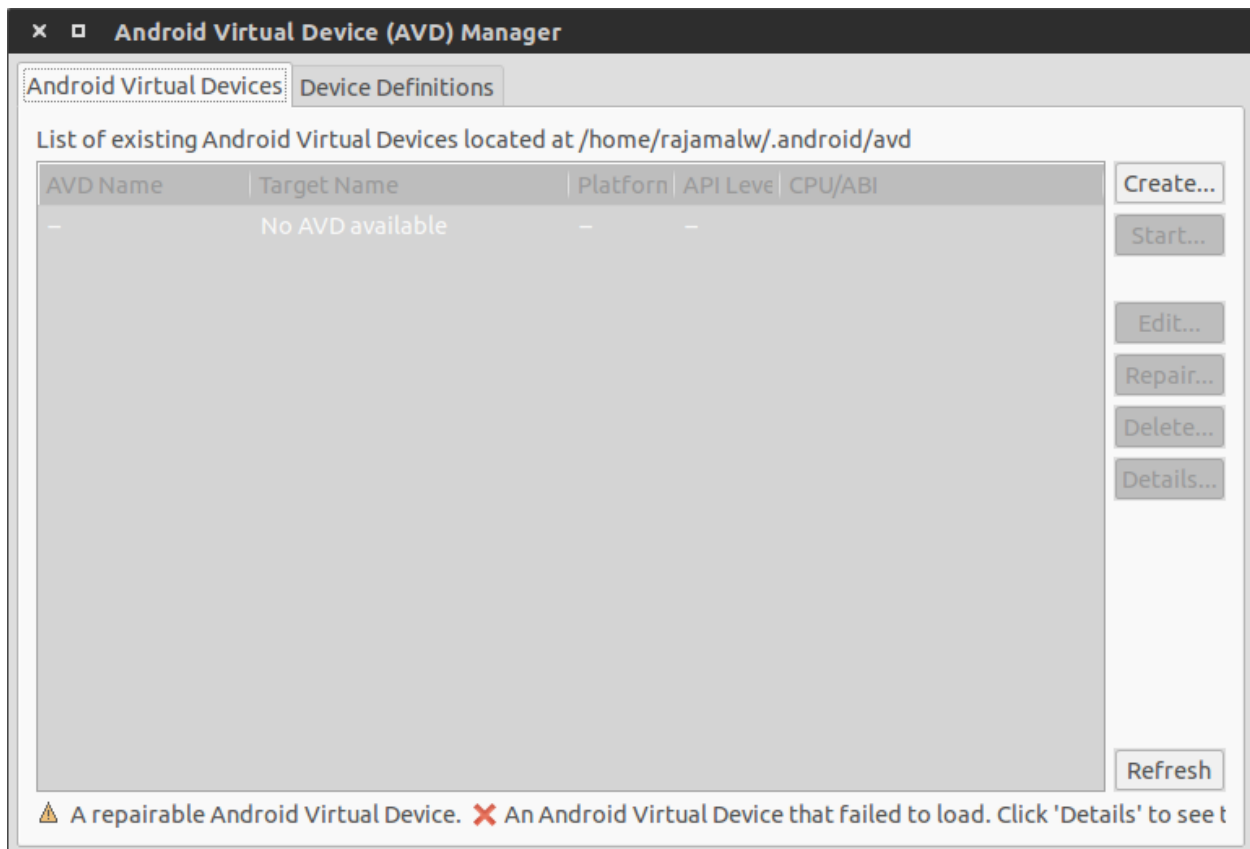 Android Virtual Device (AVD) Manager
Android Virtual Devices Device Definitions
List of existing Android Virtual Devices located at /home/rajamalw/.android/avd
AVD Name Target Name Platforn API Leve CPU/ABI
– No AVD available – –
Create...
Start...
Edit...
Repair...
Delete...
Details...
Refresh
A repairable Android Virtual Device. An Android Virtual Device that failed to load. Click 'Details' to see t